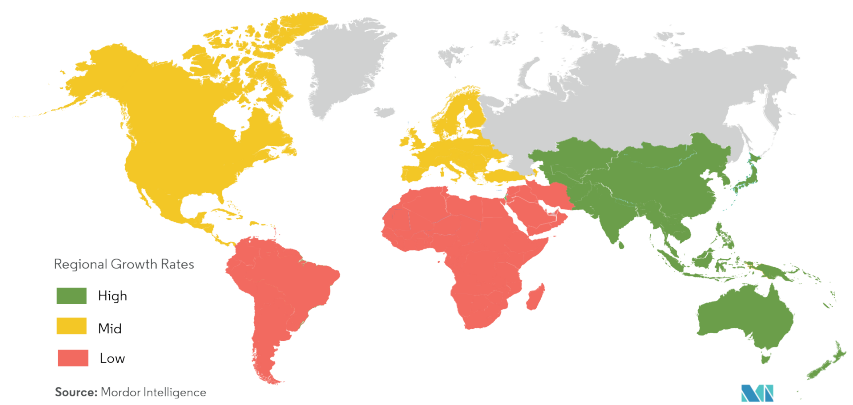 Regional Growth Rates
High
Mid
Low
Source: Mordor Intelligence